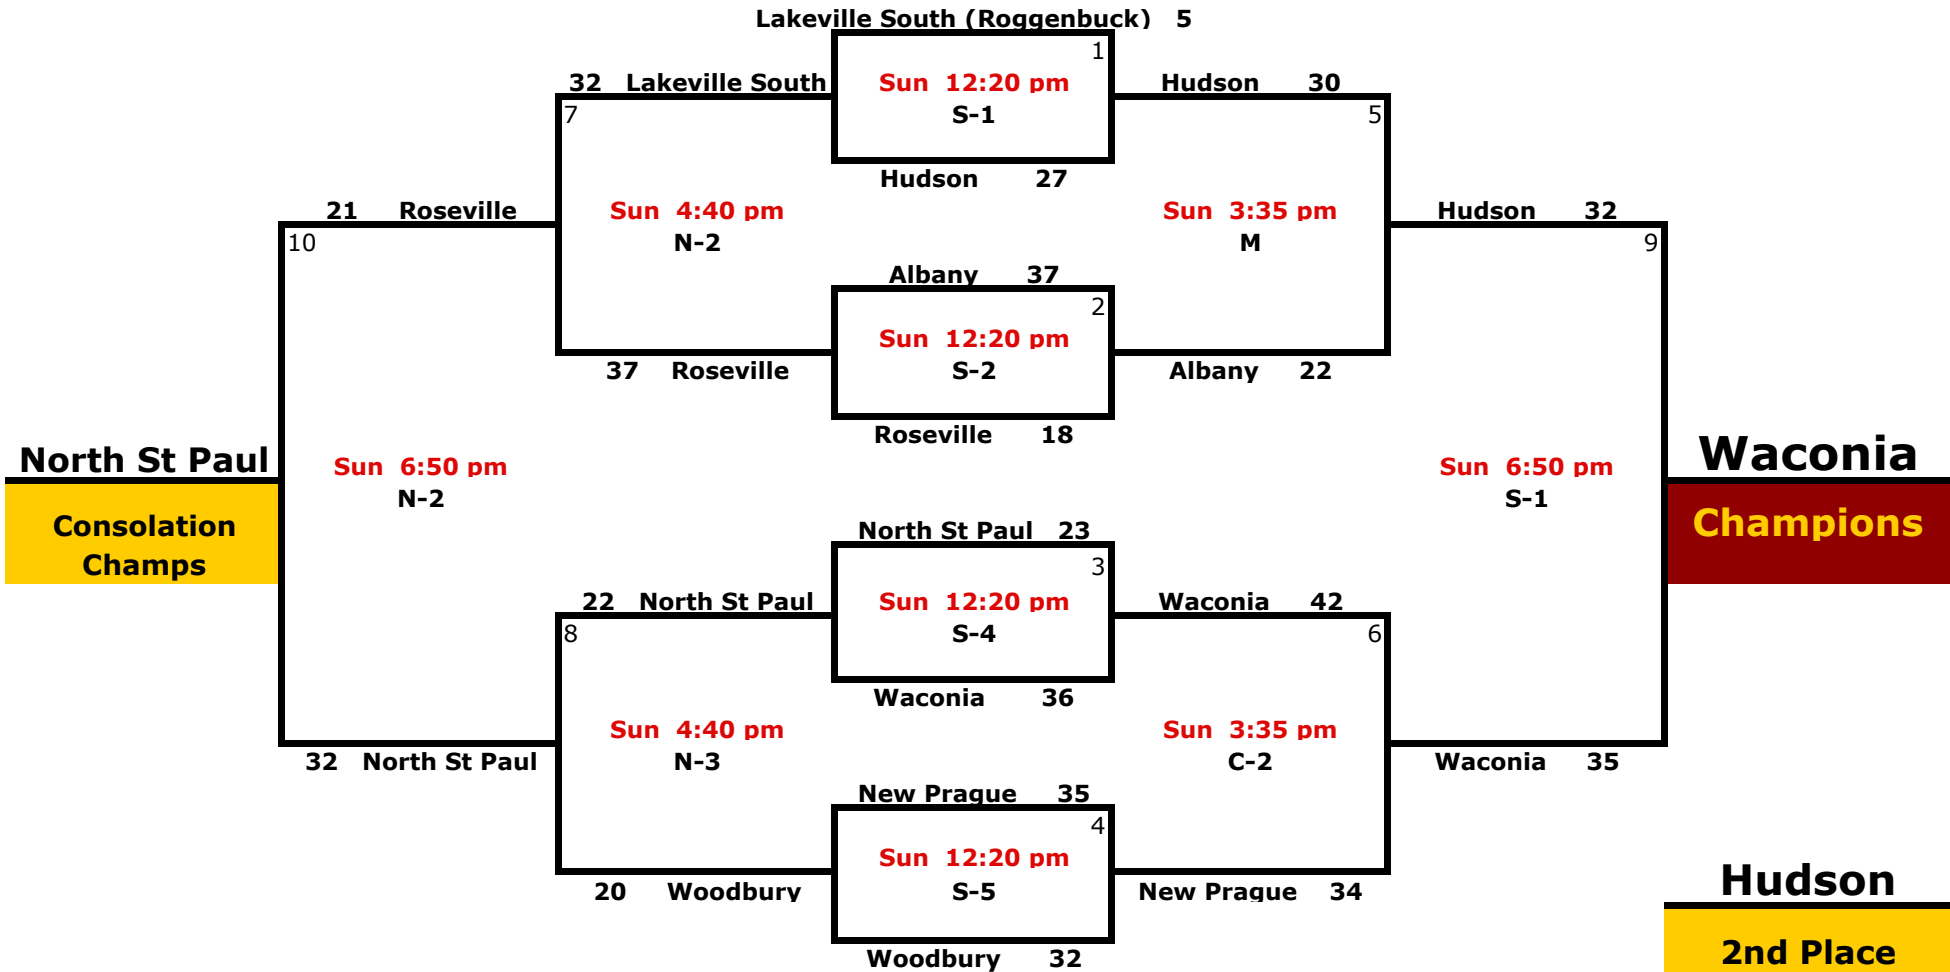 Lakeville South (Roggenbuck) 5
1
32 Lakeville South
Sun 12:20 pm
Hudson 30
7
S-1
5
Hudson 27
21 Roseville
Sun 4:40 pm
Sun 3:35 pm
Hudson 32
10
N-2
M
9
Albany 37
2
Sun 12:20 pm
37 Roseville
S-2
Albany 22
Roseville 18
North St Paul
Sun 6:50 pm
N-2
Sun 6:50 pm
S-1
Waconia
Consolation
Champs
Champions
North St Paul 23
3
22 North St Paul
Sun 12:20 pm
Waconia 42
8
S-4
6
Waconia 36
Sun 4:40 pm
Sun 3:35 pm
32 North St Paul
N-3
C-2
Waconia 35
New Prague 35
4
Sun 12:20 pm
20 Woodbury
S-5
New Prague 34
Woodbury 32
Hudson
2nd Place